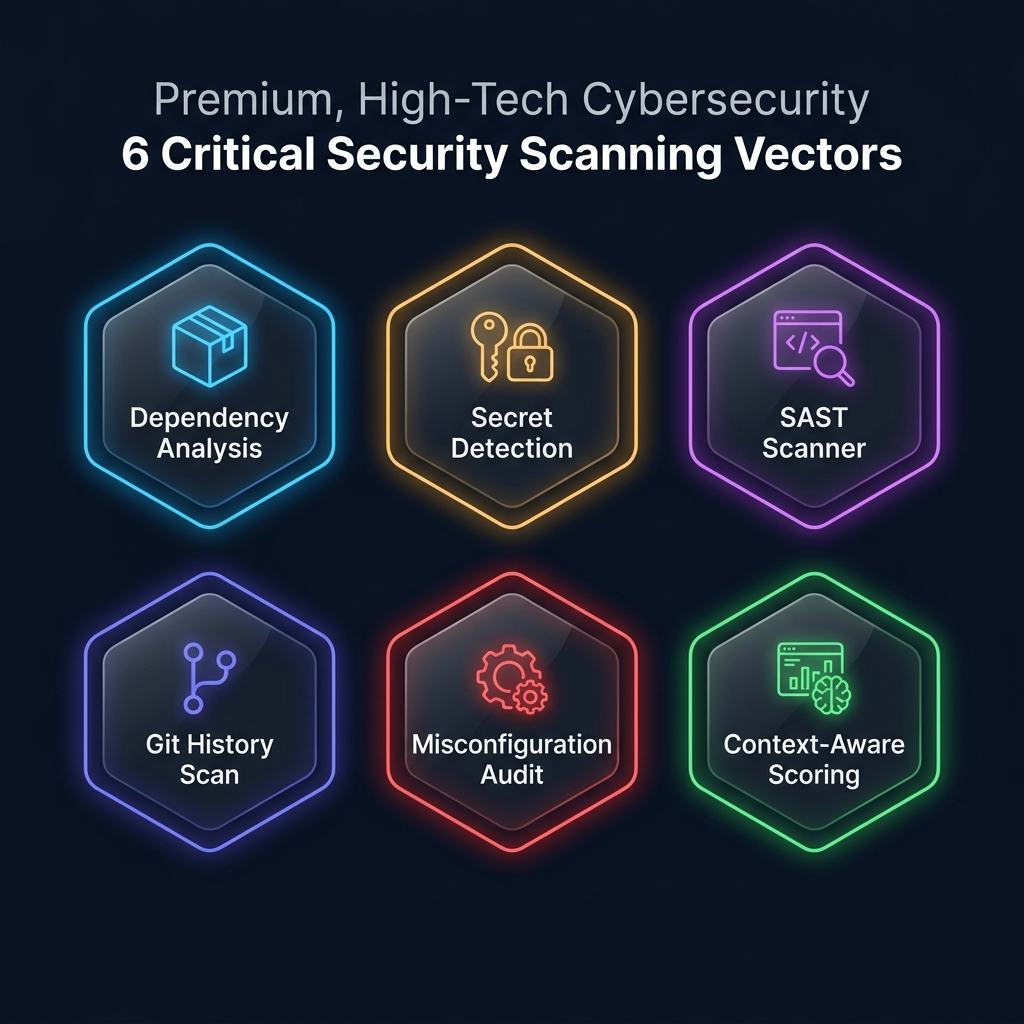 Premium, High-Tech Cybersecurity
6 Critical Security Scanning Vectors
Dependency
Analysis
Secret
Detection
</>
SAST
Scanner
Git History
Scan
Misconfiguration
Audit
Context-Aware
Scoring